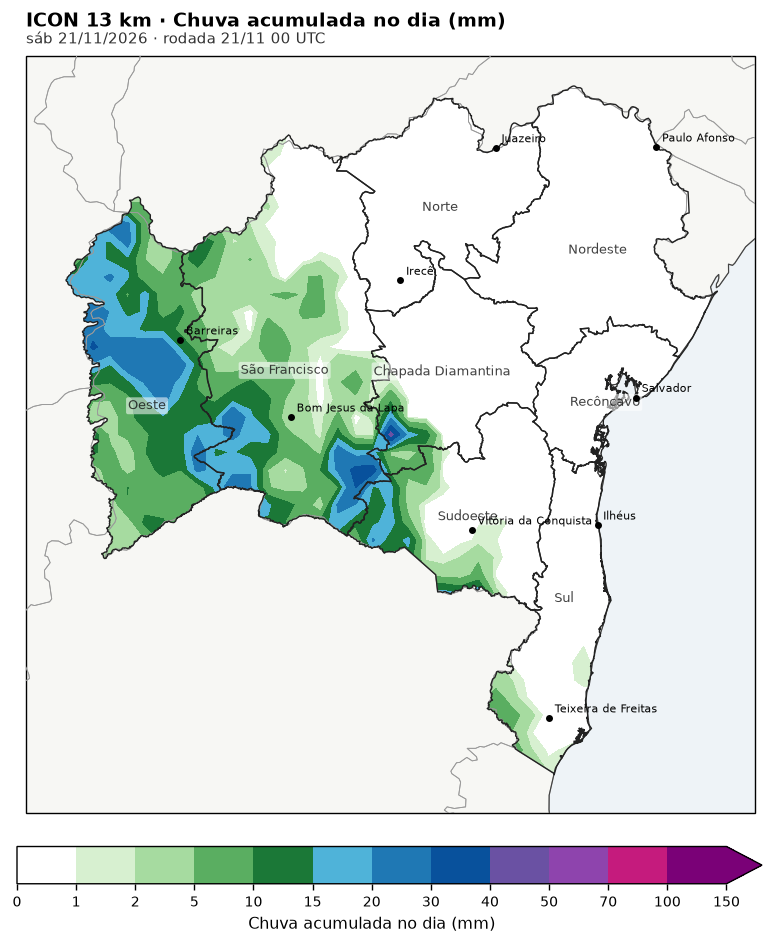 ICON 13 km · Chuva acumulada no dia (mm)
sáb 21/11/2026 · rodada 21/11 00 UTC
Juazeiro
Paulo Afonso
Norte
Nordeste
Irecê
Barreiras
São Francisco
Chapada Diamantina
Salvador
Oeste
Bom Jesus da Lapa
Recôncavo
Sudoeste
Vitória da Conquista
Ilhéus
Sul
Teixeira de Freitas
0 1 2 5 10 15 20 30 40 50 70 100 150
Chuva acumulada no dia (mm)